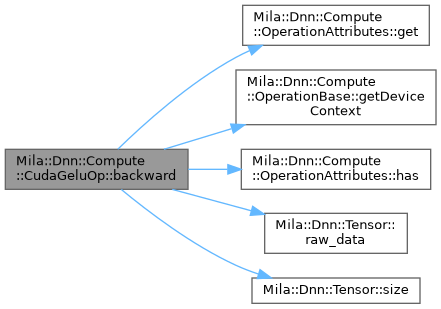 Mila::Dnn::Compute
::CudaGeluOp::backward
Mila::Dnn::Compute
::OperationAttributes::get
Mila::Dnn::Compute
::OperationBase::getDevice
Context
Mila::Dnn::Compute
::OperationAttributes::has
Mila::Dnn::Tensor::
raw_data
Mila::Dnn::Tensor::size